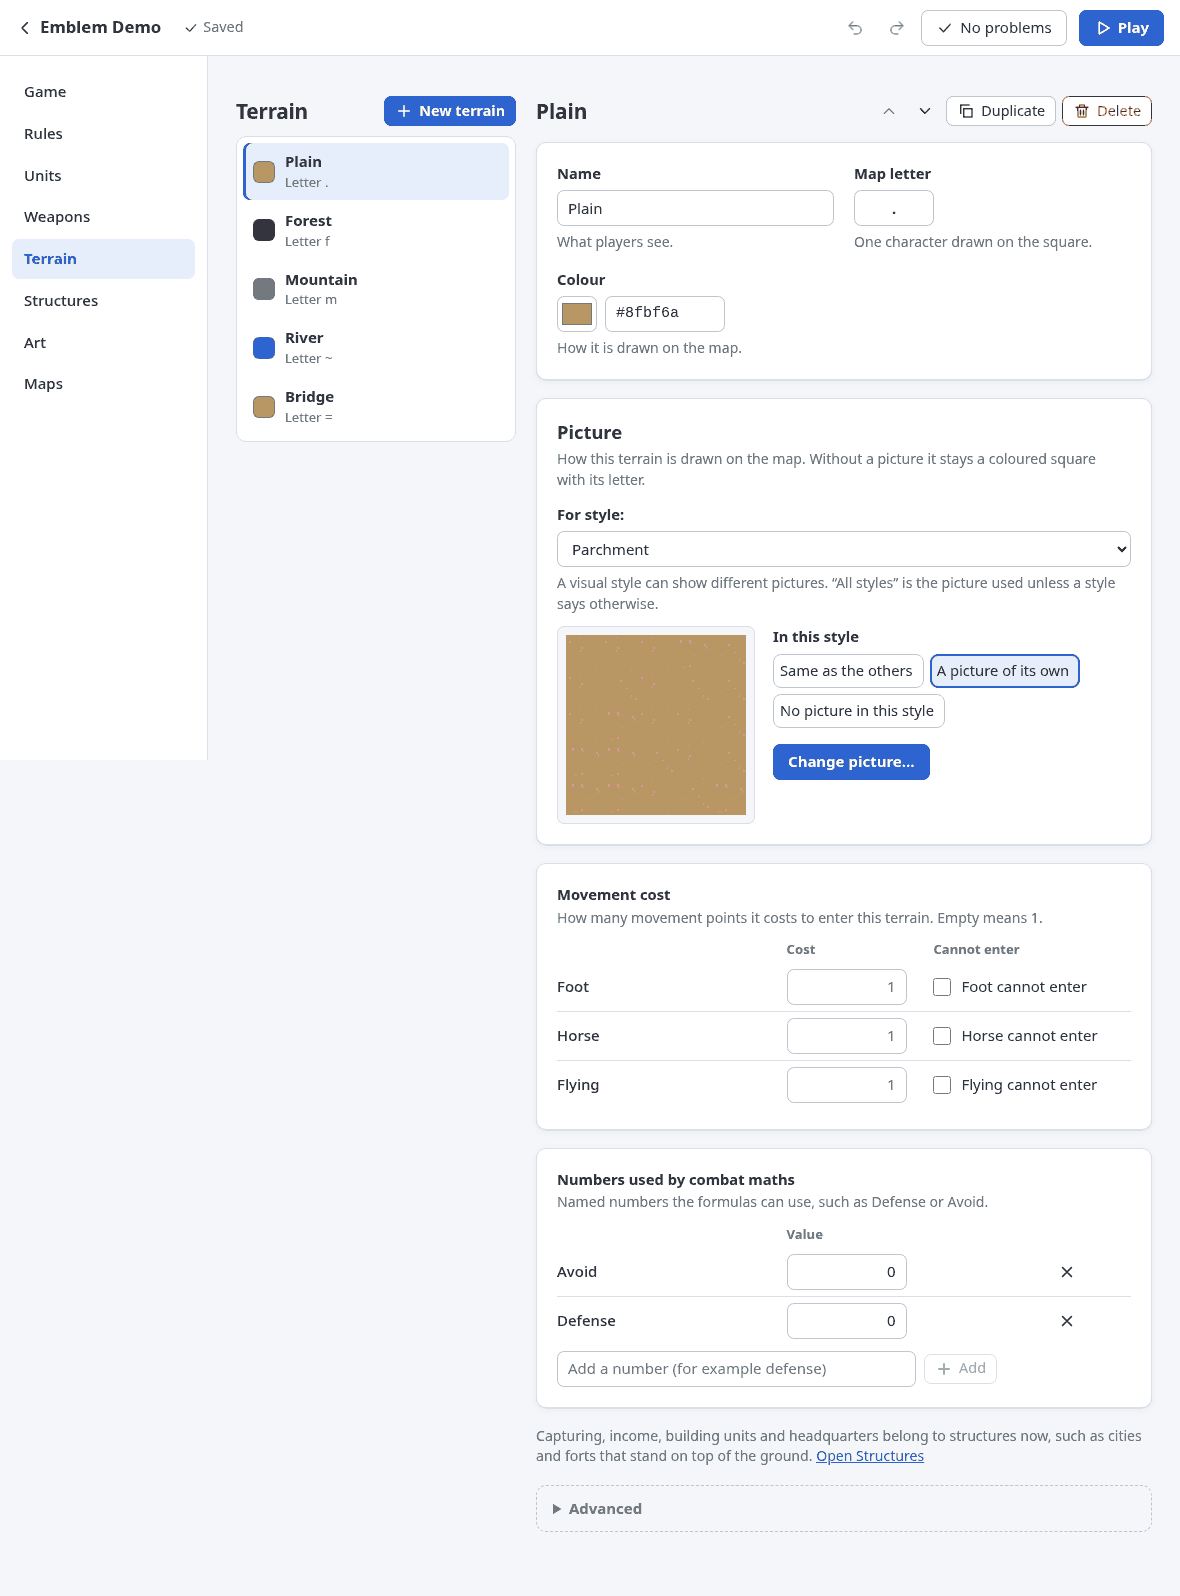 Emblem Demo
Saved
No problems
Play
Game
Rules
Units
Weapons
Terrain
Structures
Art
Maps
Terrain
New terrain
Plain
Letter .
Forest
Letter f
Mountain
Letter m
River
Letter ~
Bridge
Letter =
Plain
Duplicate
Delete
Name
Map letter
Plain
.
What players see.
One character drawn on the square.
Colour
#8fbf6a
How it is drawn on the map.
Picture
How this terrain is drawn on the map. Without a picture it stays a coloured square
with its letter.
For style:
Parchment
A visual style can show different pictures. “All styles” is the picture used unless a style
says otherwise.
In this style
Same as the others
A picture of its own
No picture in this style
Change picture...
Movement cost
How many movement points it costs to enter this terrain. Empty means 1.
Cost
Cannot enter
Foot
1
Foot cannot enter
Horse
1
Horse cannot enter
Flying
1
Flying cannot enter
Numbers used by combat maths
Named numbers the formulas can use, such as Defense or Avoid.
Value
Avoid
0
Defense
0
Add a number (for example defense)
Add
Capturing, income, building units and headquarters belong to structures now, such as cities
and forts that stand on top of the ground. Open Structures
Advanced